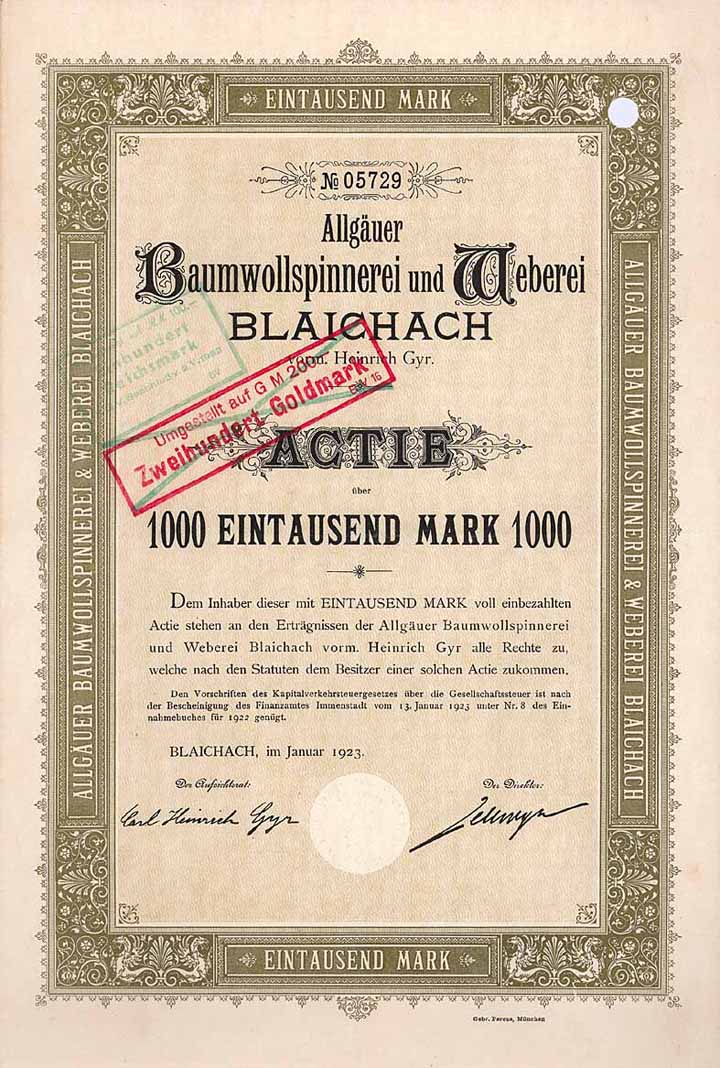 EINTAUSEND MARK
№ 05729
Allgäuer
Baumwollspinnerei und Weberei
BLAICHACH
vorm. Heinrich Gyr.
100.–
Umgestellt auf G M 200.–
Zweihundert Goldmark
ACTIE
über
1000 EINTAUSEND MARK 1000
Dem Inhaber dieser mit EINTAUSEND MARK voll einbezahlten
Actie stehen an den Erträgnissen der Allgäuer Baumwollspinnerei
und Weberei Blaichach vorm. Heinrich Gyr alle Rechte zu,
welche nach den Statuten dem Besitzer einer solchen Actie zukommen.
Den Vorschriften des Kapitalverkehrsteuergesetzes über die Gesellschaftssteuer ist nach
der Bescheinigung des Finanzamtes Immenstadt vom 13. Januar 1923 unter Nr. 8 des Ein-
nahmebuches für 1922 genügt.
BLAICHACH, im Januar 1923.
Der Aufsichtsrat:
Der Direktor:
Carl Heinrich Gyr
EINTAUSEND MARK
ALLGÄUER BAUMWOLLSPINNEREI & WEBEREI BLAICHACH
ALLGÄUER BAUMWOLLSPINNEREI & WEBEREI BLAICHACH
Gebr. Parcus, München